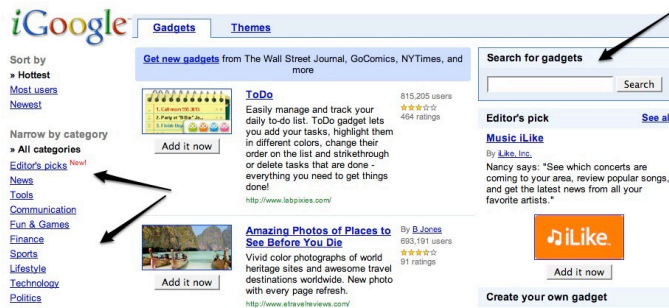 iGoogle
Gadgets
Themes
Sort by
» Hottest
Most users
Newest
Narrow by category
» All categories
Editor's picks New!
News
Tools
Communication
Fun & Games
Finance
Sports
Lifestyle
Technology
Politics
Get new gadgets from The Wall Street Journal, GoComics, NYTimes, and
more
Add it now
ToDo
Easily manage and track your
daily to-do list. ToDo gadget lets
you add your tasks, highlight them
in different colors, change their
order on the list and strikethrough
or delete tasks that are done -
everything you need to get things
done!
http://www.labpixies.com/
815,205 users
464 ratings
Add it now
Amazing Photos of Places to
See Before You Die
Vivid color photographs of world
heritage sites and awesome travel
destinations worldwide. New photo
with every page refresh.
http://www.etravelreviews.com/
By B Jones
693,191 users
91 ratings
Search for gadgets
Search
Editor's pick
See al
Music iLike
By iLike, Inc.
Nancy says: "See which concerts are
coming to your area, review popular songs,
and get the latest news from all your
favorite artists."
iLike
Add it now
Create your own gadget